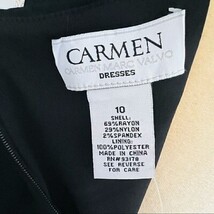 CARMEN
CARMEN MARC VALVO
DRESSES
10
SHELL:
69%RAYON
29%NYLON
2%SPANDEX
LINING:
100%POLYESTER
MADE IN CHINA
RNW 93178
SEE REVERSE
FOR CARE